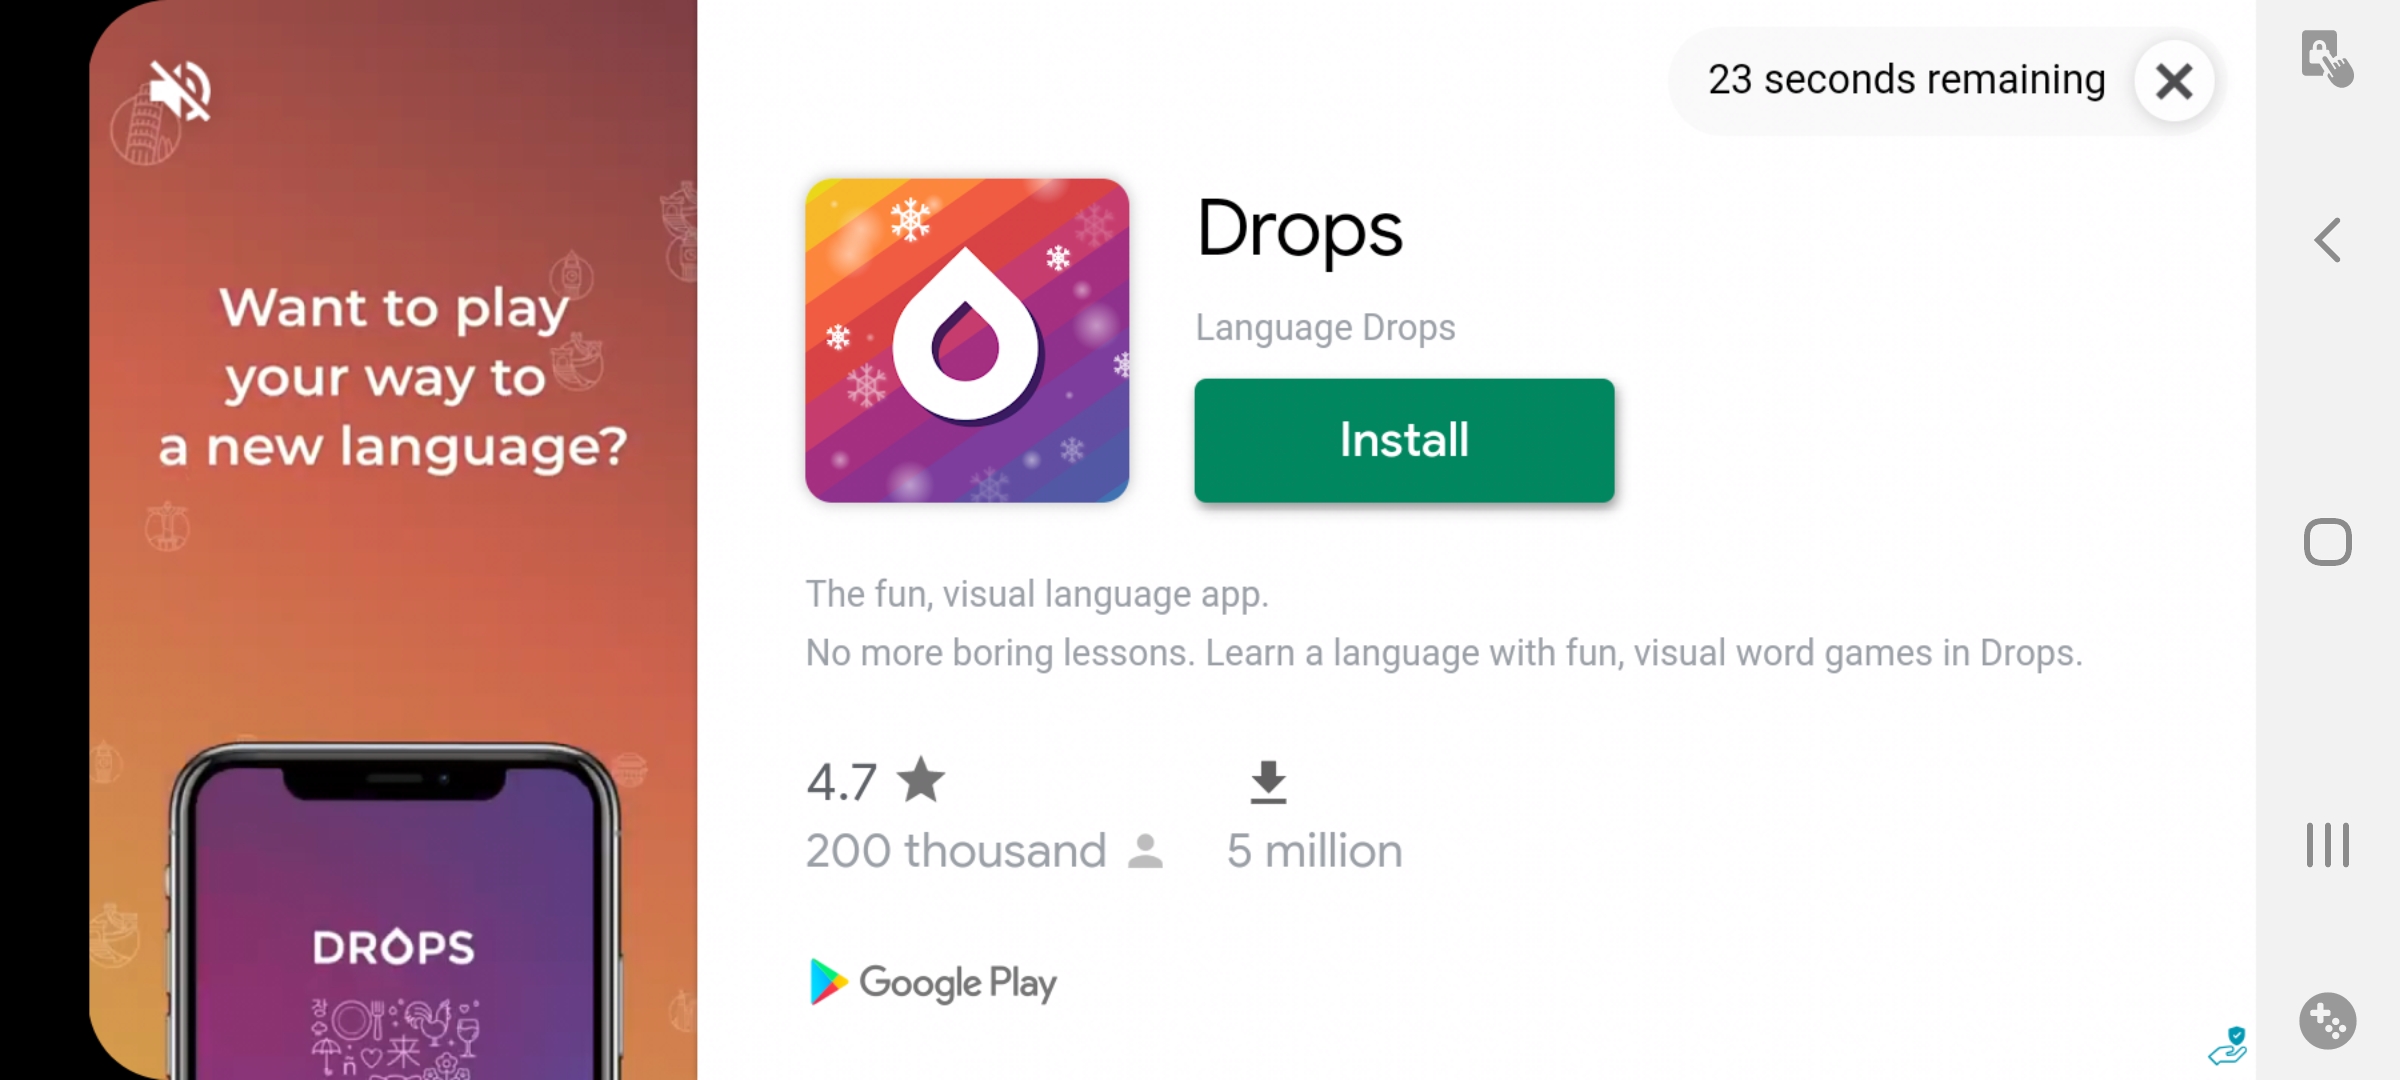 Want to play
your way to
a new language?
DROPS
23 seconds remaining
Drops
Language Drops
Install
The fun, visual language app.
No more boring lessons. Learn a language with fun, visual word games in Drops.
4.7
200 thousand
5 million
Google Play